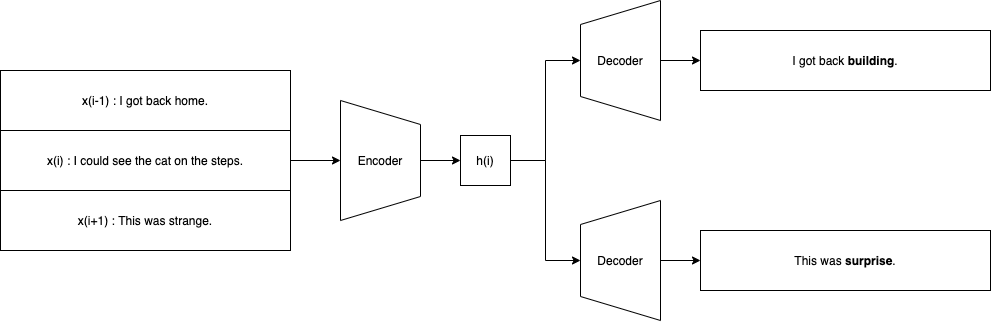 x(i-1) : I got back home.
x(i) : I could see the cat on the steps.
x(i+1) : This was strange.
Encoder
h(i)
Decoder
I got back building.
Decoder
This was surprise.